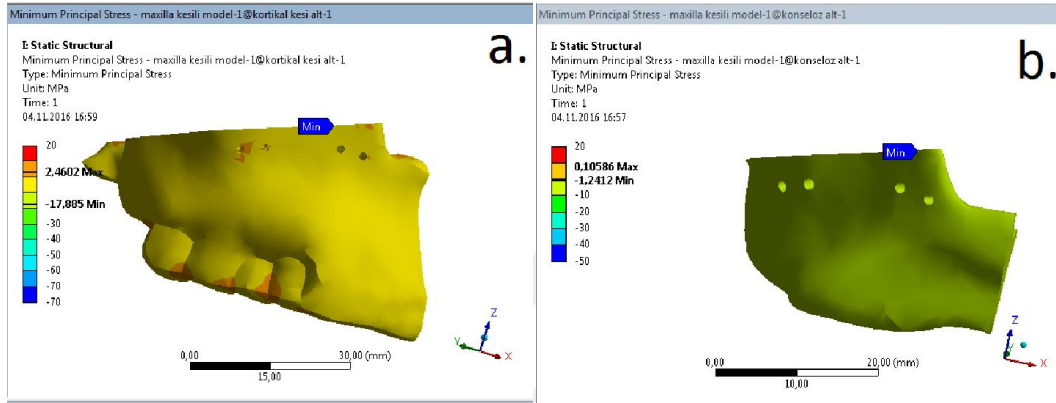 Minimum Principal Stress - maxilla kesili model-1@kortikal kesi alt-1
a.
I: Static Structural
Minimum Principal Stress - maxilla kesili model-1@kortikal kesi alt-1
Type: Minimum Principal Stress
Unit: MPa
Time: 1
04.11.2016 16:59
Min
20
2,4602 Max
-17,885 Min
-30
-40
-50
-60
-70
0,00
30,00 (mm)
15,00
Z
Y
X
Minimum Principal Stress - maxilla kesili model-1@konseloz alt-1
b.
I: Static Structural
Minimum Principal Stress - maxilla kesili model-1@konseloz alt-1
Type: Minimum Principal Stress
Unit: MPa
Time: 1
04.11.2016 16:57
Min
20
0,10586 Max
-1,2412 Min
-10
-20
-30
-40
-50
0,00
20,00 (mm)
10,00
Z
X